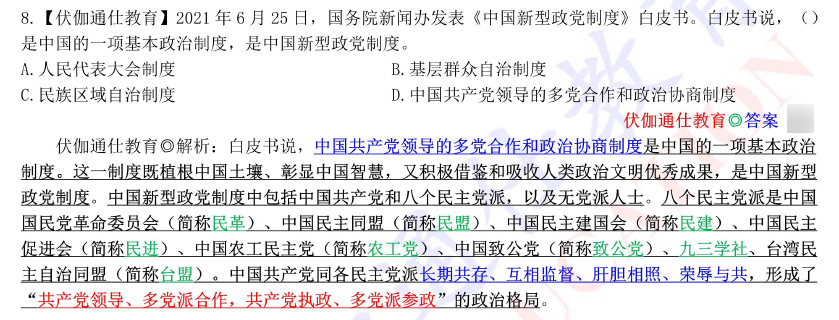 8.【伏伽通仕教育】2021 年 6 月 25 日，国务院新闻办发表《中国新型政党制度》白皮书。白皮书说，（）
是中国的一项基本政治制度，是中国新型政党制度。
A.人民代表大会制度 B.基层群众自治制度
C.民族区域自治制度 D.中国共产党领导的多党合作和政治协商制度
伏伽通仕教育◎答案
伏伽通仕教育◎解析：白皮书说，中国共产党领导的多党合作和政治协商制度是中国的一项基本政治
制度。这一制度既植根中国土壤、彰显中国智慧，又积极借鉴和吸收人类政治文明优秀成果，是中国新型
政党制度。中国新型政党制度中包括中国共产党和八个民主党派，以及无党派人士。八个民主党派是中国
国民党革命委员会（简称民革）、中国民主同盟（简称民盟）、中国民主建国会（简称民建）、中国民主
促进会（简称民进）、中国农工民主党（简称农工党）、中国致公党（简称致公党）、九三学社、台湾民
主自治同盟（简称台盟）。中国共产党同各民主党派长期共存、互相监督、肝胆相照、荣辱与共，形成了
“共产党领导、多党派合作，共产党执政、多党派参政”的政治格局。